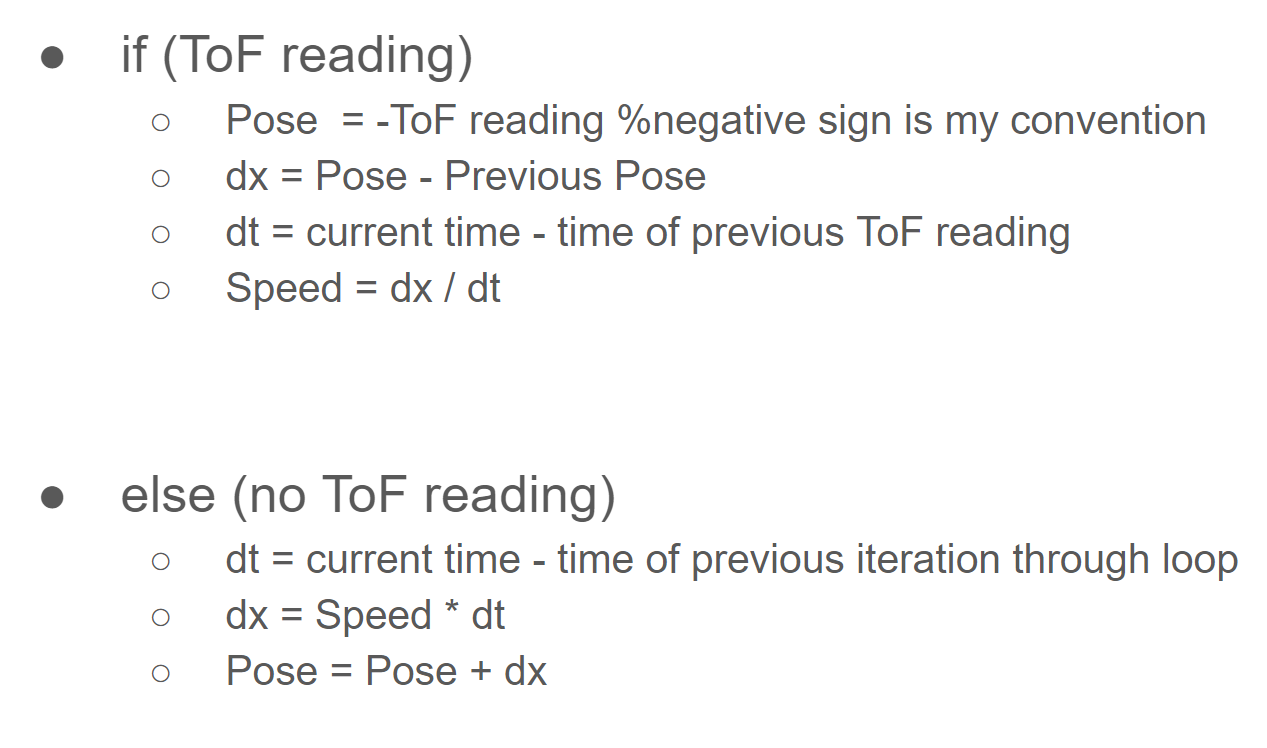 ● if (ToF reading)
○ Pose  = -ToF reading %negative sign is my convention
○ dx = Pose - Previous Pose
○ dt = current time - time of previous ToF reading
○ Speed = dx / dt
● else (no ToF reading)
○ dt = current time - time of previous iteration through loop
○ dx = Speed * dt
○ Pose = Pose + dx